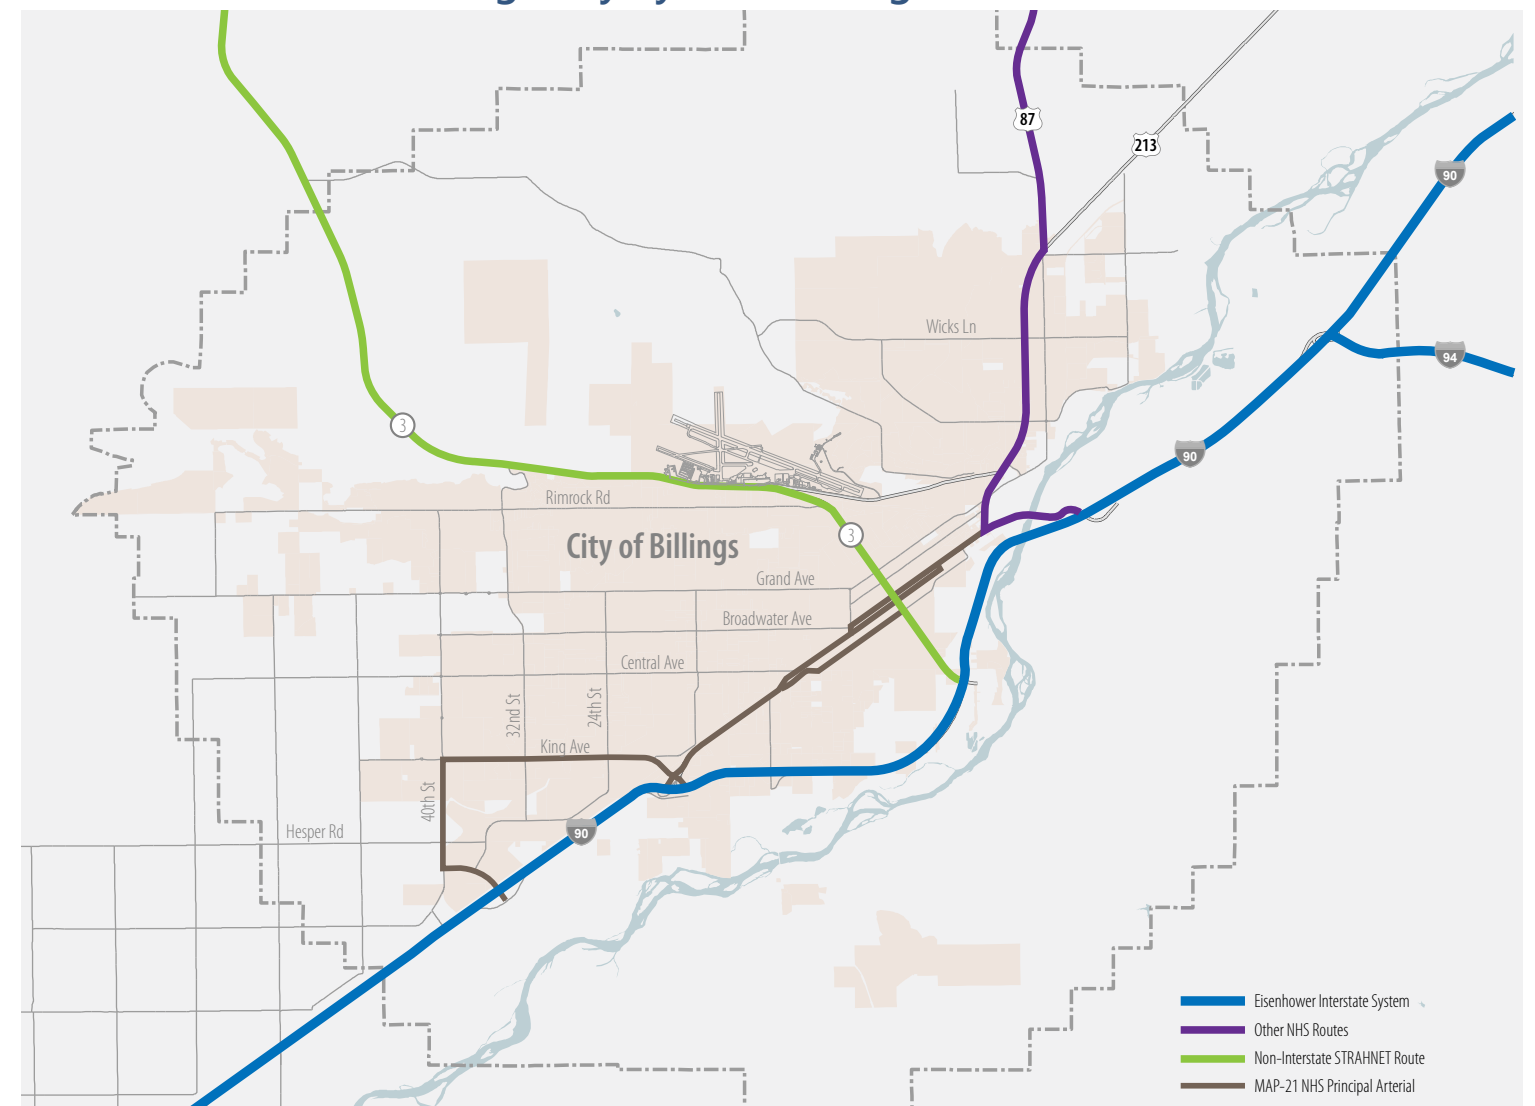 87
213
90
Wicks Ln
94
3
90
Rimrock Rd
3
City of Billings
Grand Ave
Broadwater Ave
Central Ave
32nd St
24th St
King Ave
40th St
Hesper Rd
90
Eisenhower Interstate System
Other NHS Routes
Non-Interstate STRAHNET Route
MAP-21 NHS Principal Arterial